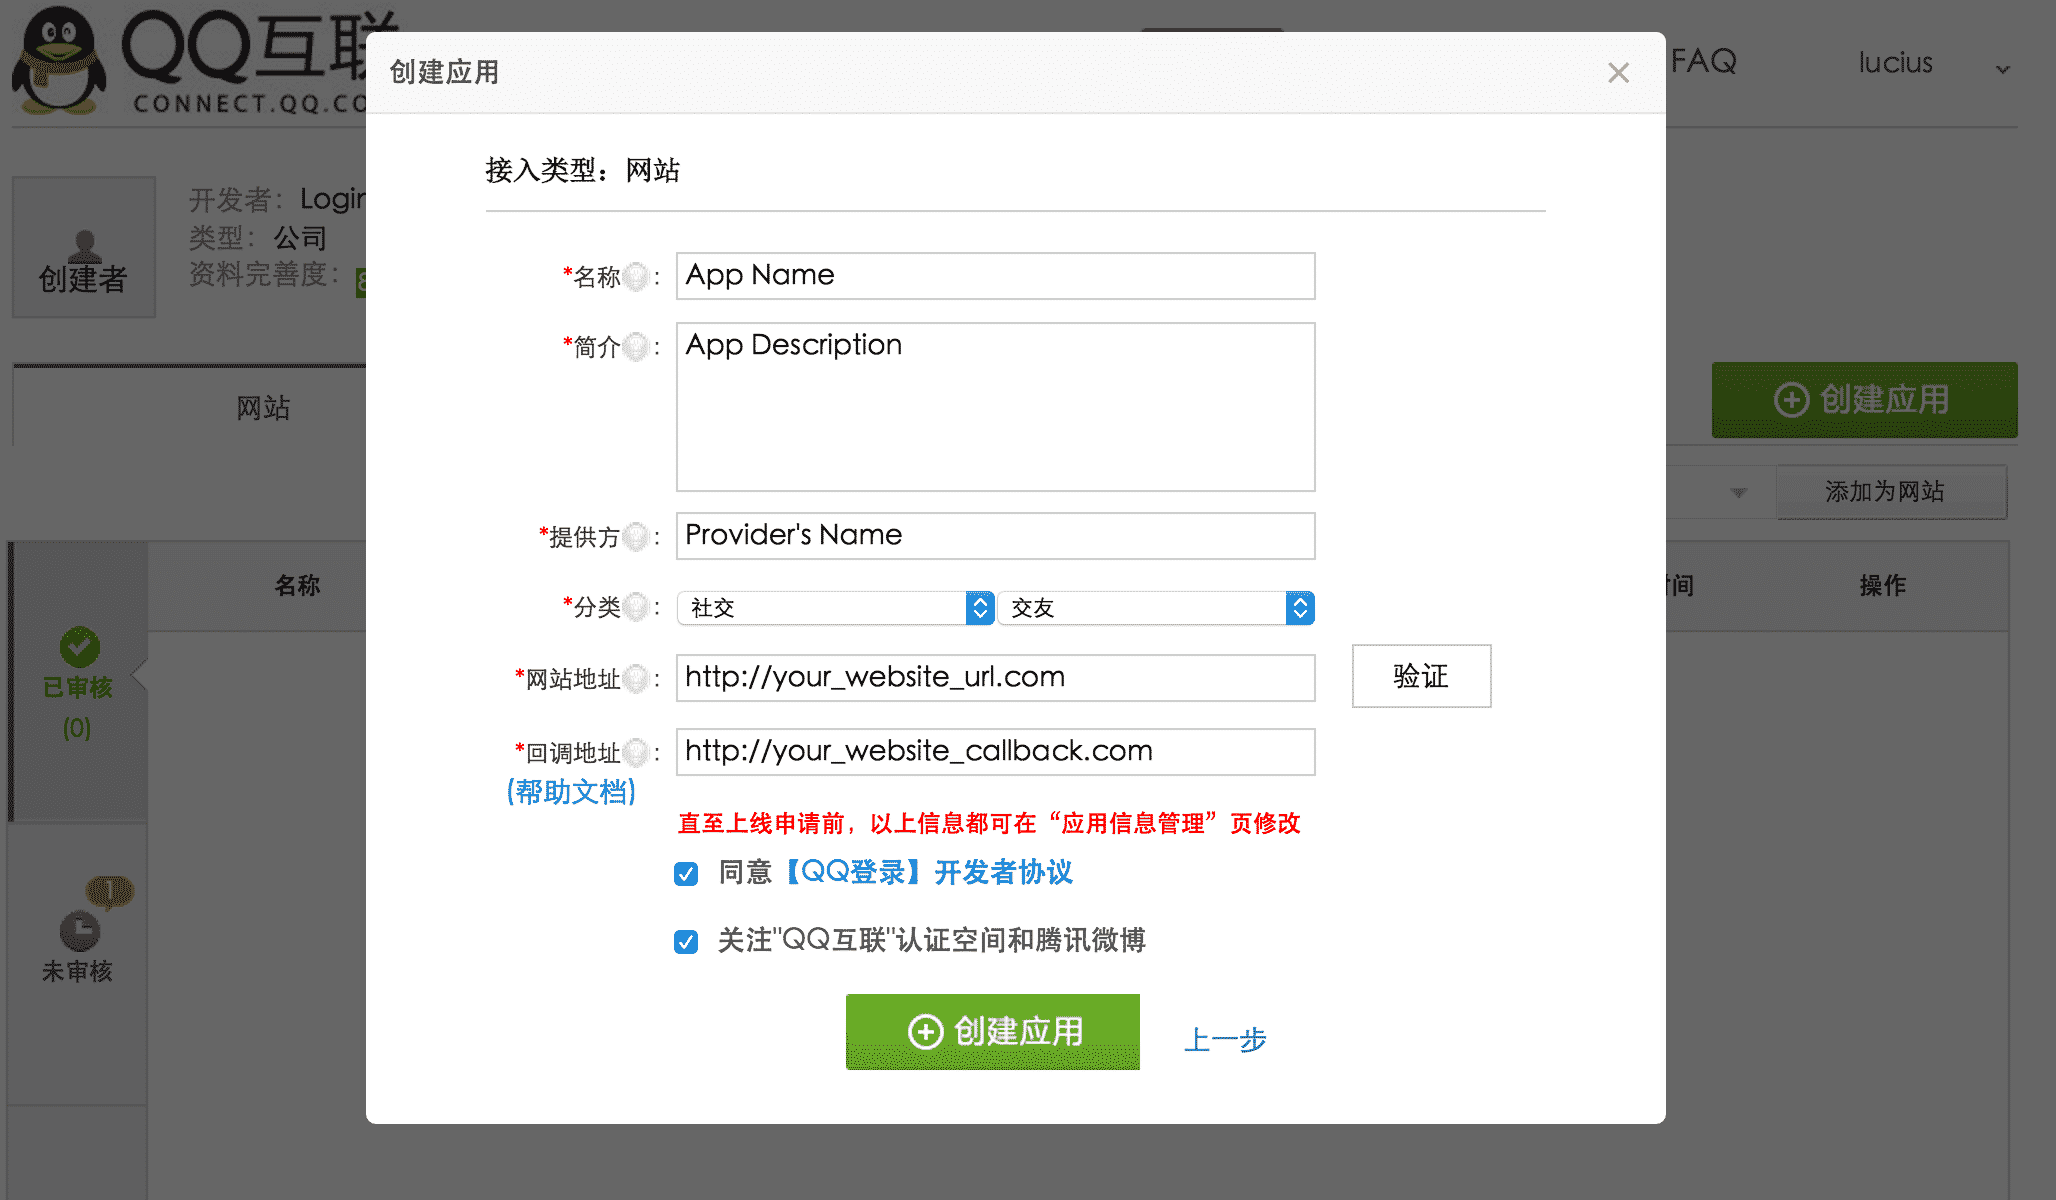 QQ互联
CONNECT.QQ.CO
FAQ
lucius
创建者
开发者：Login
类型：公司
资料完善度：
网站
创建应用
添加为网站
名称
操作
已审核
(0)
1
未审核
创建应用
接入类型：网站
*名称：App Name
*简介：App Description
*提供方：Provider's Name
*分类：社交 交友
*网站地址：http://your_website_url.com 验证
*回调地址：http://your_website_callback.com
(帮助文档)
直至上线申请前，以上信息都可在“应用信息管理”页修改
同意【QQ登录】开发者协议
关注"QQ互联"认证空间和腾讯微博
创建应用
上一步